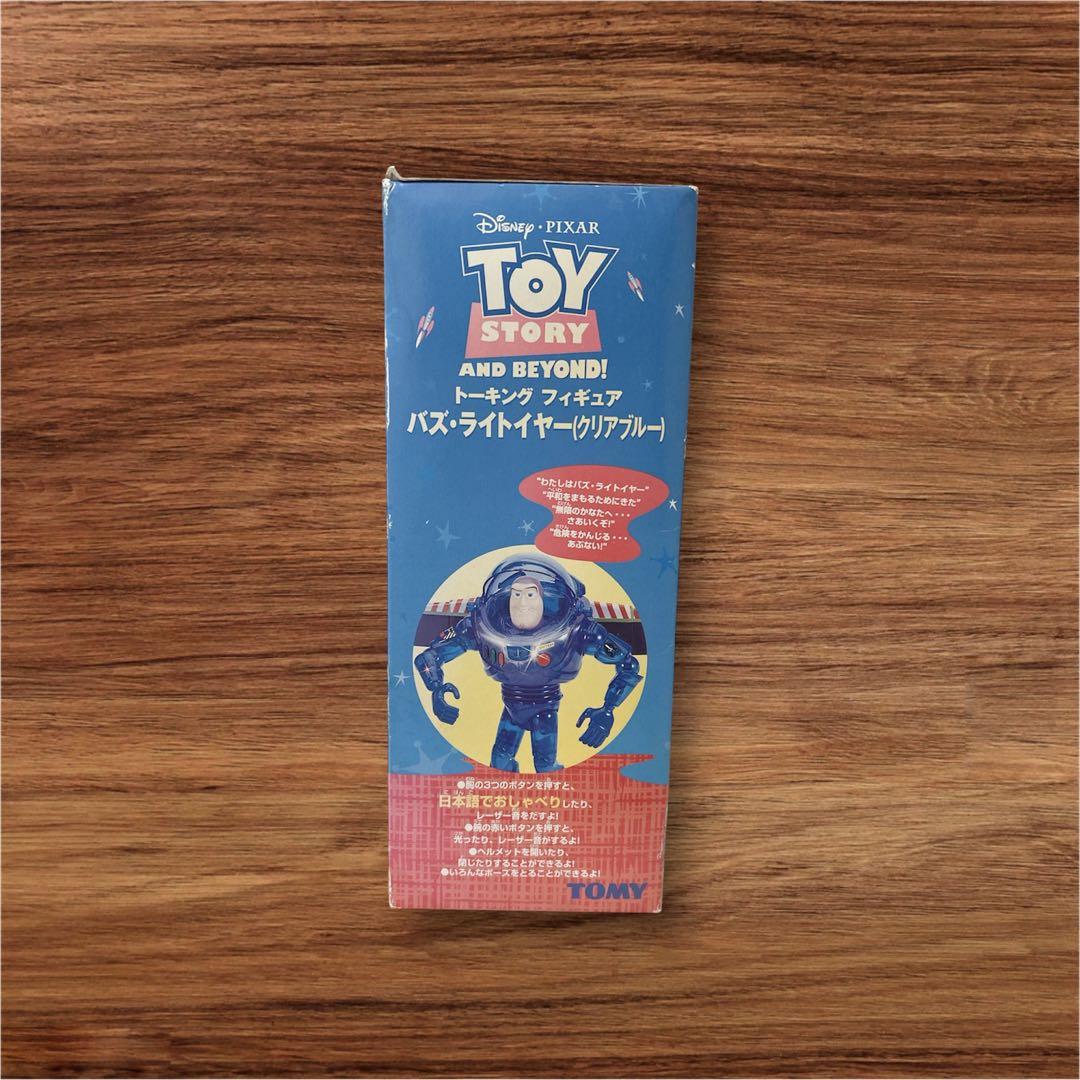 Disney · PIXAR
TOY
STORY
AND BEYOND!
トーキング フィギュア
バズ・ライトイヤー(クリアブルー)
"わたしはバズ・ライトイヤー"
"平和をまもるためにきた"
"無限のかなたへ・・・
さあいくぞ!"
"危険をかんじる・・・
あぶない!"
●胸の3つのボタンを押すと、
日本語でおしゃべりしたり、
レーザー音をだすよ!
●腕の赤いボタンを押すと、
光ったり、レーザー音がするよ!
●ヘルメットを開いたり、
閉じたりすることができるよ!
●いろんなポーズをとることができるよ!
TOMY